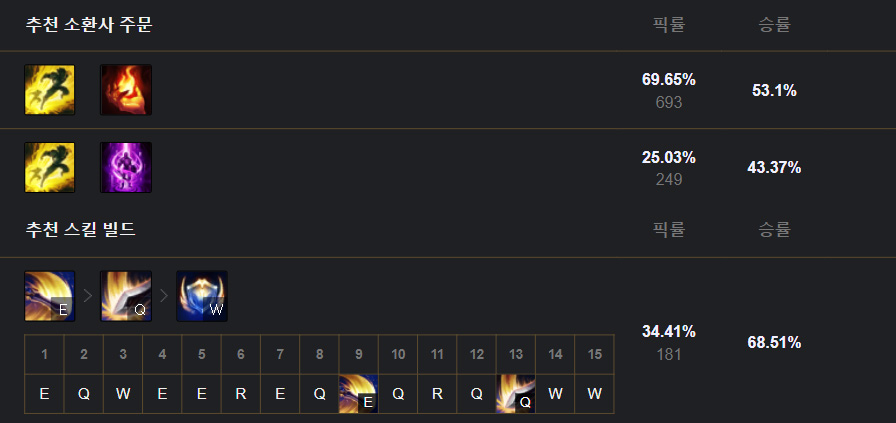 추천 소환사 주문 픽률 승률
69.65%
693
53.1%
25.03%
249
43.37%
추천 스킬 빌드 픽률 승률
E > Q > W
34.41%
181
68.51%
1 2 3 4 5 6 7 8 9 10 11 12 13 14 15
E Q W E E R E Q E Q R Q Q W W